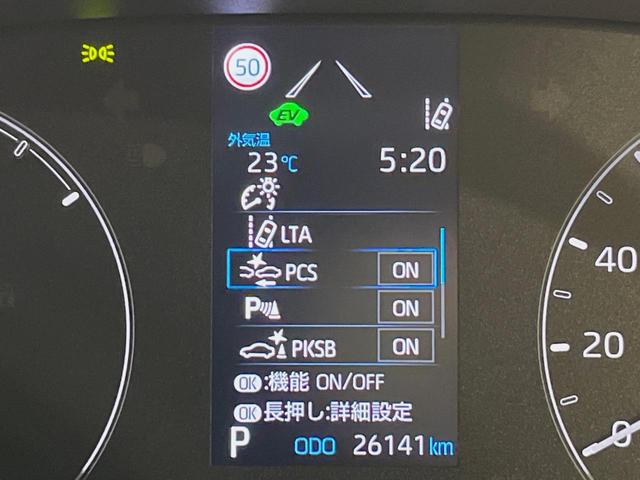 50
EV
外気温
23℃
5:20
LTA
PCS ON
P ON
PKSB ON
OK:機能 ON/OFF
OK長押し:詳細設定
P ODO 26141km
40
20
0